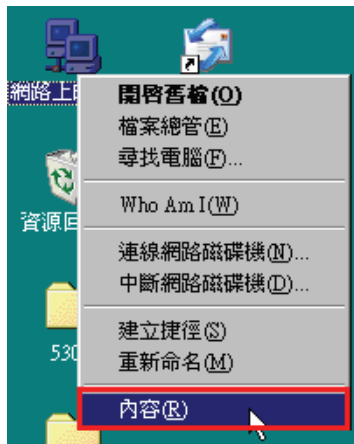 網路上
開啓舊檔(O)
檔案總管(E)
尋找電腦(F)...
Who Am I(W)
資源回
連線網路磁碟機(N)...
中斷網路磁碟機(D)...
建立捷徑(S)
530
重新命名(M)
內容(R)